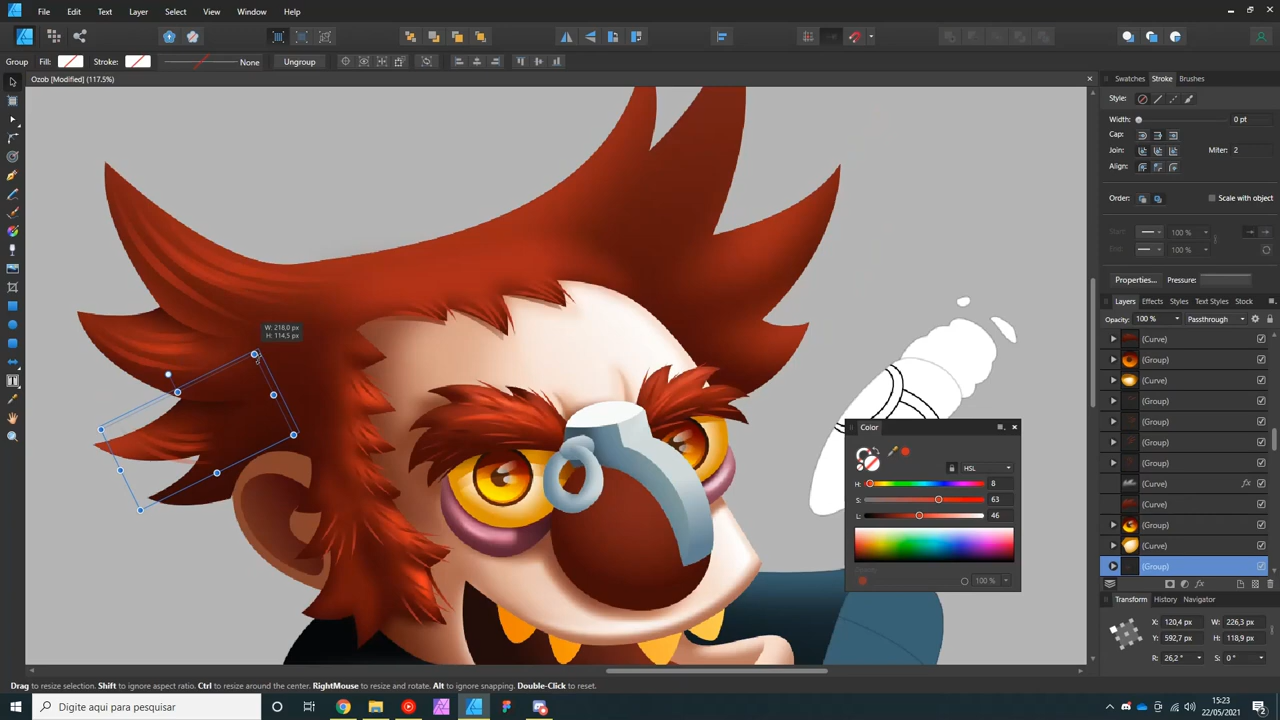 File Edit Text Layer Select View Window Help
Group Fill: Stroke: None Ungroup
Ozob [Modified] (117.5%)
Swatches Stroke Brushes
Style:
Width: 0 pt
Cap:
Join: Miter: 2
Align:
Order: Scale with object
Start: 100 %
End: 100 %
Properties... Pressure:
Layers Effects Styles Text Styles Stock
Opacity: 100 % Passthrough
(Curve)
(Group)
(Curve)
(Group)
(Group)
(Group)
(Curve)
(Curve)
(Group)
(Curve)
(Group)
W: 218,0 px
H: 114,5 px
Color
HSL
H: 8
S: 63
L: 46
Opacity
100 %
Transform History Navigator
X: 120,4 px W: 226,3 px
Y: 592,7 px H: 118,9 px
R: 26,2 ° S: 0 °
Drag to resize selection. Shift to ignore aspect ratio. Ctrl to resize around the center. RightMouse to resize and rotate. Alt to ignore snapping. Double-Click to reset.
Digite aqui para pesquisar
15:23
22/05/2021